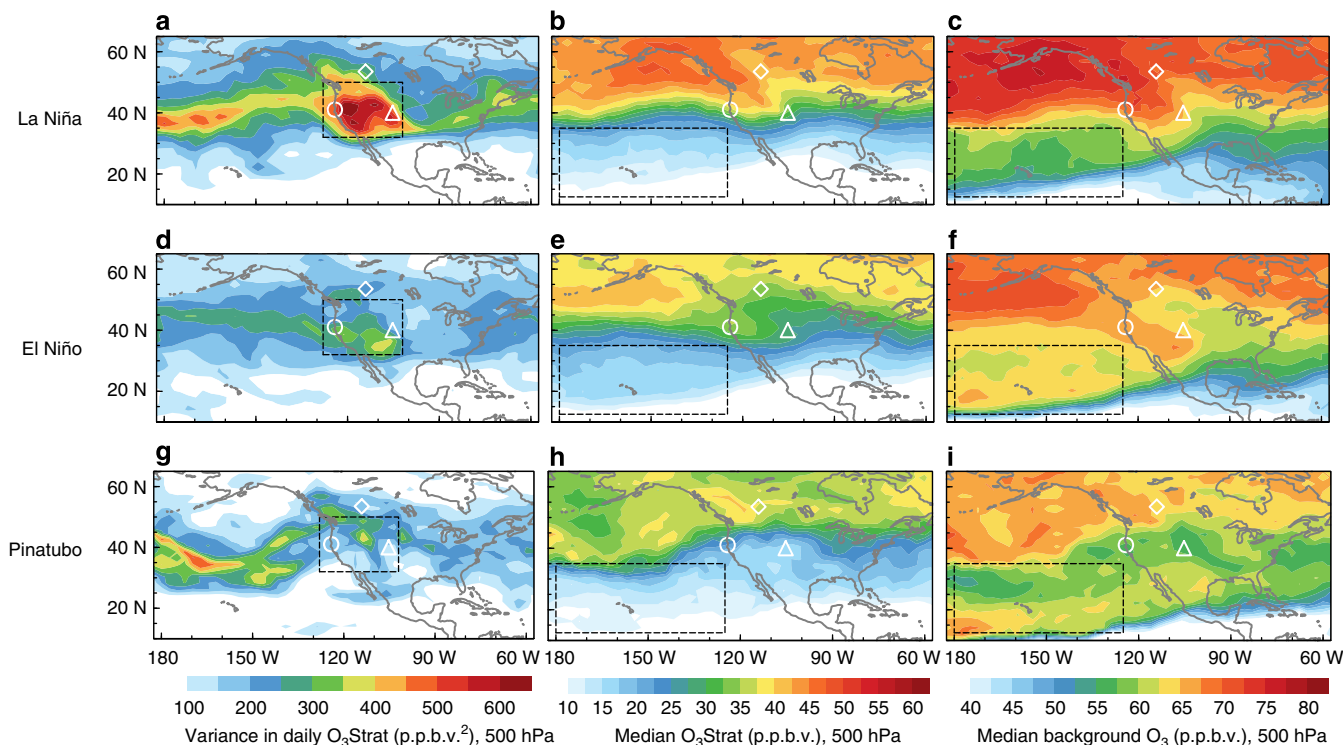 a b c
La Niña
60 N
40 N
20 N
d e f
El Niño
60 N
40 N
20 N
g h i
Pinatubo
60 N
40 N
20 N
180 150 W 120 W 90 W 60 W 180 150 W 120 W 90 W 60 W 180 150 W 120 W 90 W 60 W
100 200 300 400 500 600 10 15 20 25 30 35 40 45 50 55 60 40 45 50 55 60 65 70 75 80
Variance in daily O₃Strat (p.p.b.v.²), 500 hPa Median O₃Strat (p.p.b.v.), 500 hPa Median background O₃ (p.p.b.v.), 500 hPa